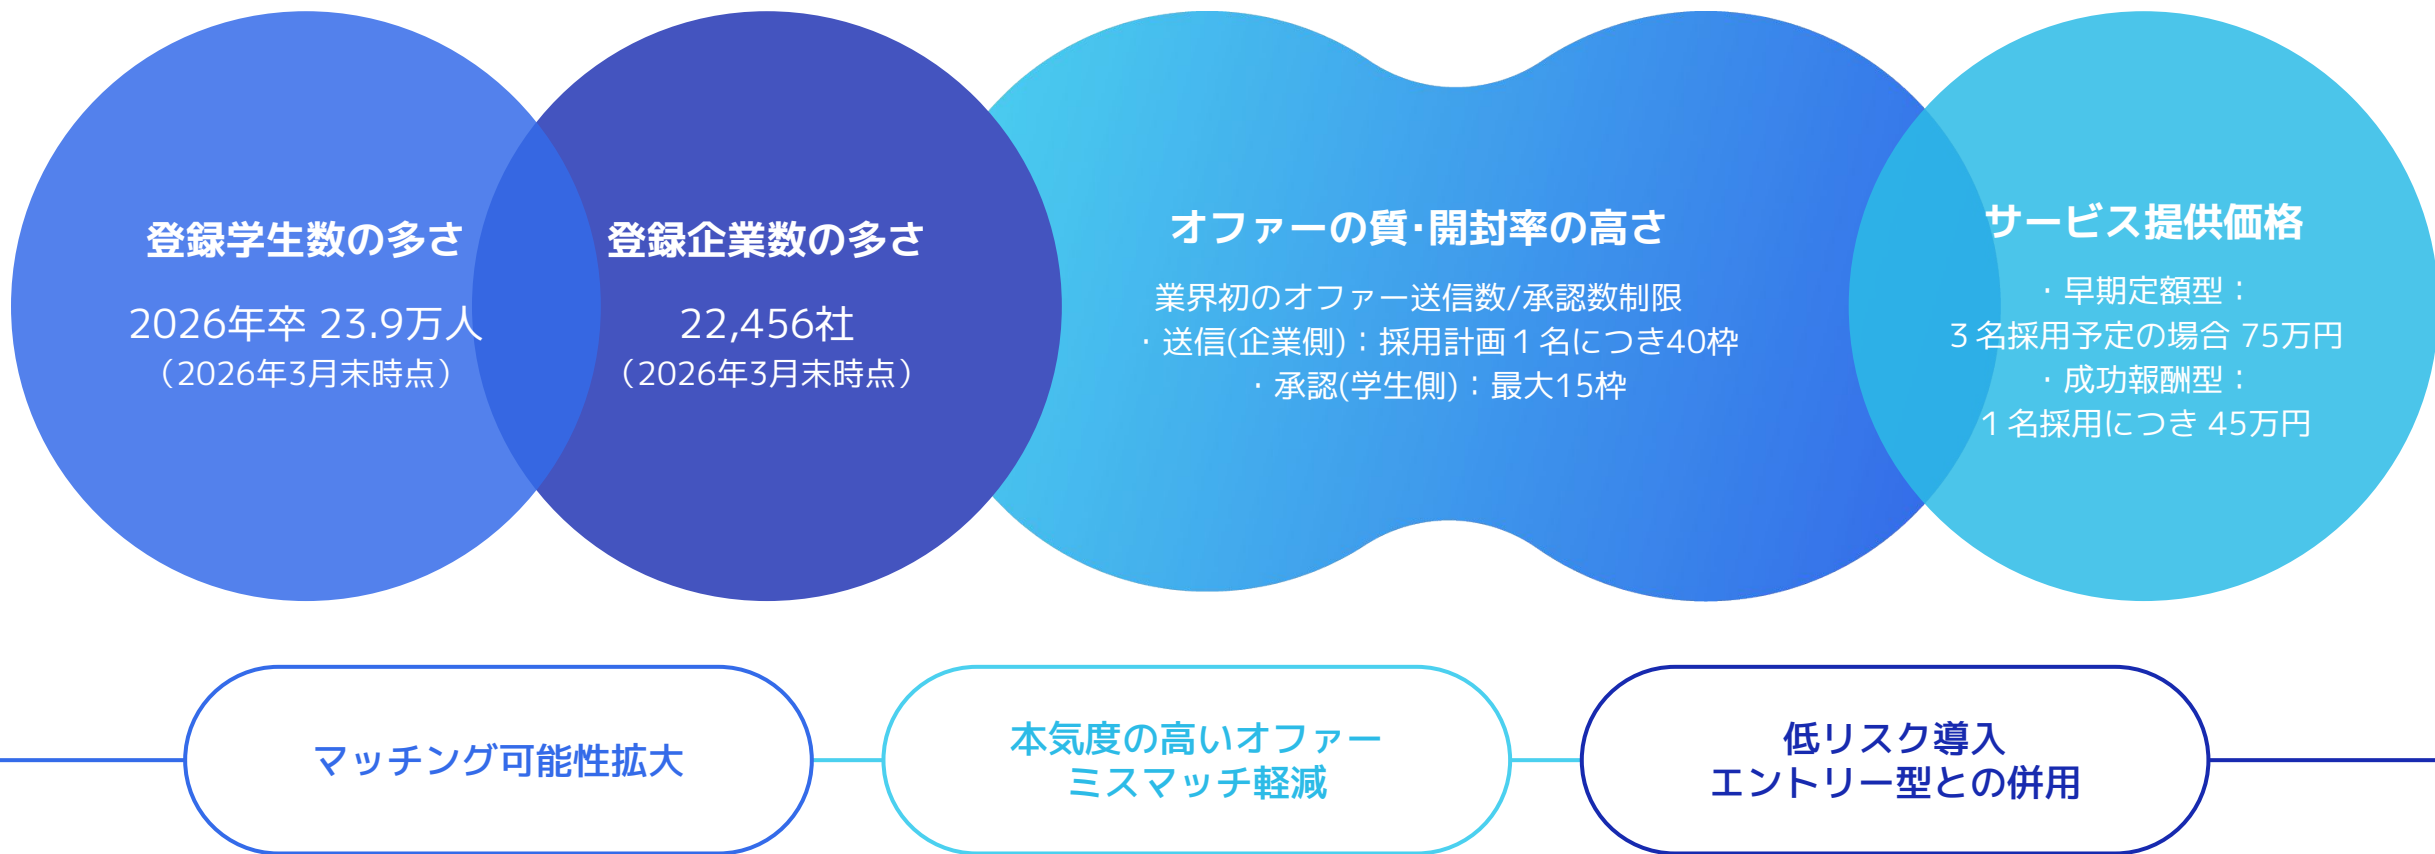 登録学生数の多さ
2026年卒 23.9万人
（2026年3月末時点）
登録企業数の多さ
22,456社
（2026年3月末時点）
オファーの質･開封率の高さ
業界初のオファー送信数/承認数制限
・送信(企業側)：採用計画１名につき40枠
・承認(学生側)：最大15枠
サービス提供価格
・早期定額型：
３名採用予定の場合 75万円
・成功報酬型：
１名採用につき 45万円
マッチング可能性拡大
本気度の高いオファー
ミスマッチ軽減
低リスク導入
エントリー型との併用